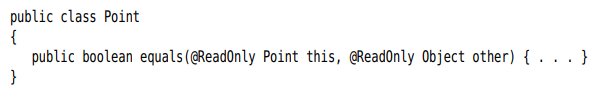 public class Point
{
public boolean equals(@ReadOnly Point this, @ReadOnly Object other) { . . . }
}